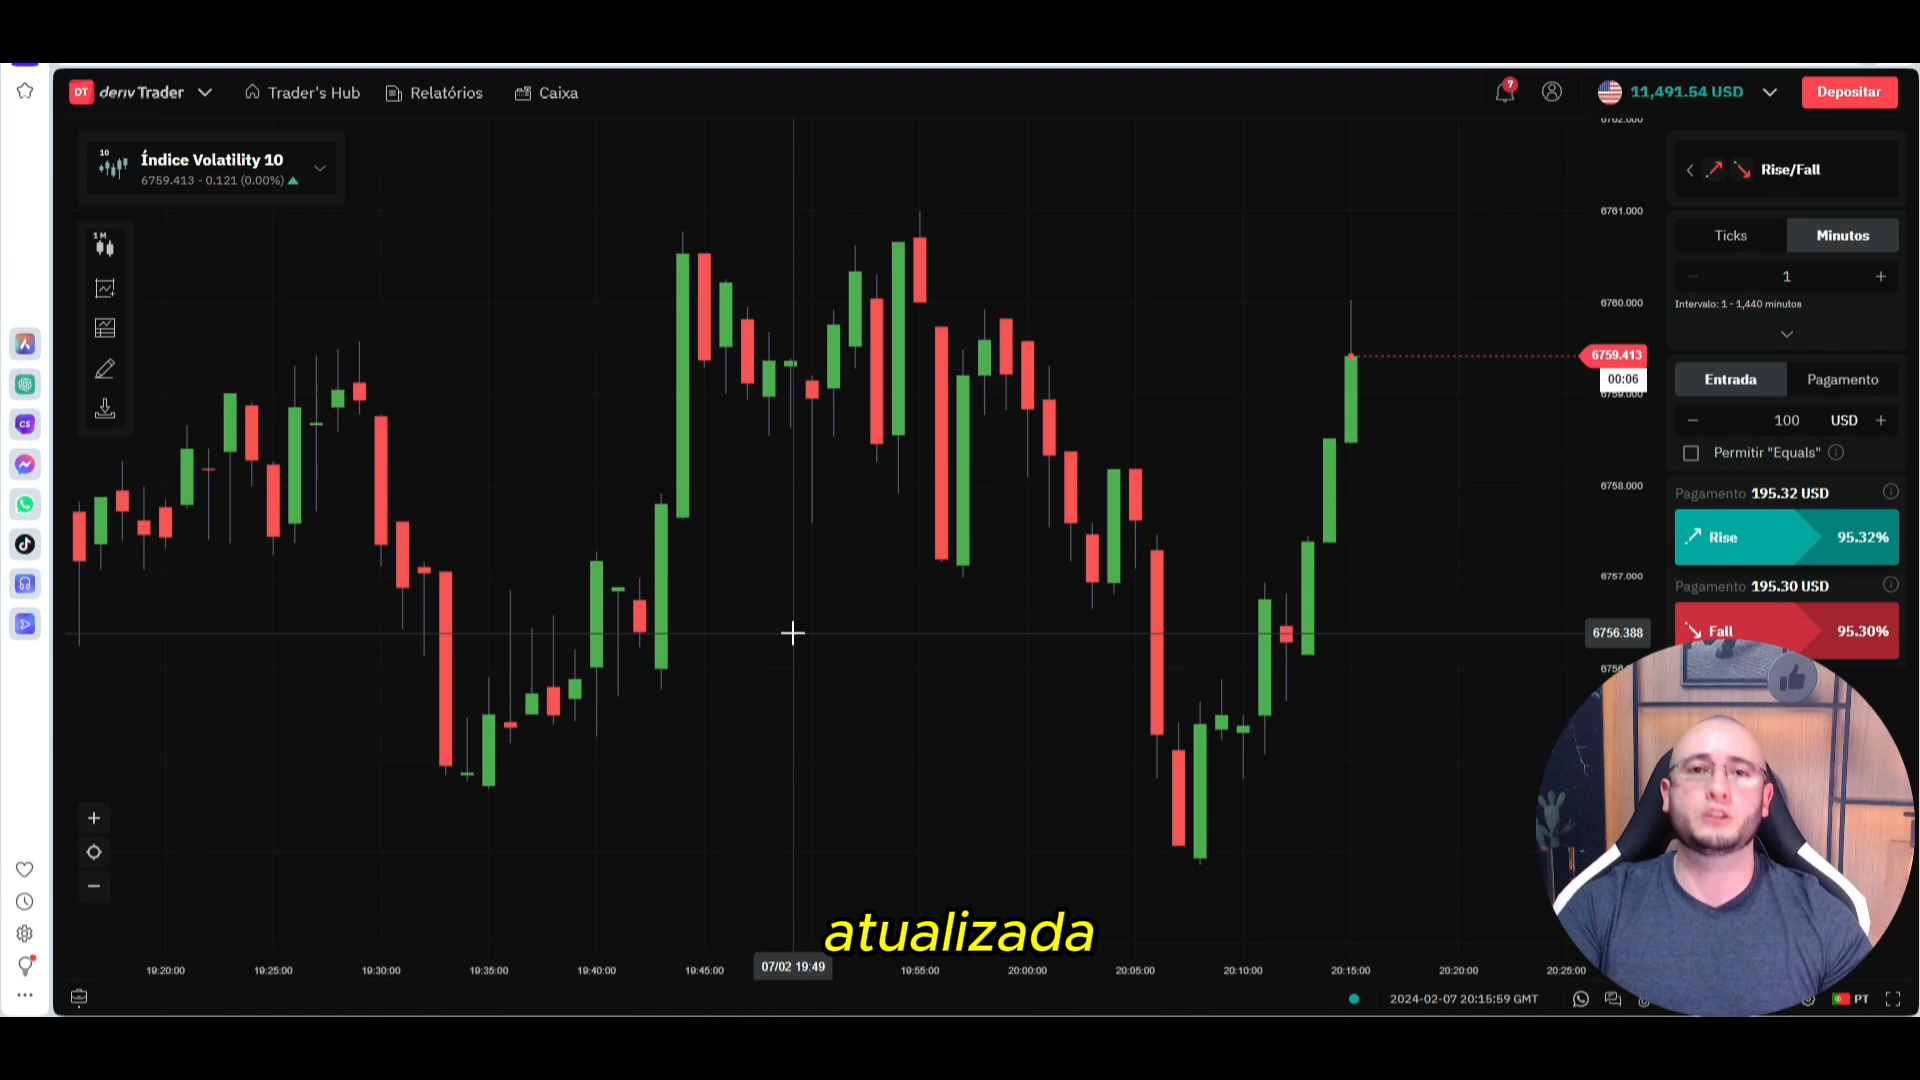 DT deriv Trader
Trader's Hub
Relatórios
Caixa
7
11,491.54 USD
Depositar
10
Índice Volatility 10
6759.413 - 0.121 (0.00%)
1M
CS
6762.000
6761.000
6760.000
6759.413
00:06
6759.000
6758.000
6757.000
6756.388
Rise/Fall
Ticks
Minutos
1
Intervalo: 1 - 1,440 minutos
Entrada
Pagamento
100 USD
Permitir "Equals"
Pagamento 195.32 USD
Rise 95.32%
Pagamento 195.30 USD
Fall 95.30%
atualizada
19:20:00 19:25:00 19:30:00 19:35:00 19:40:00 19:45:00 07/02 19:49 19:55:00 20:00:00 20:05:00 20:10:00 20:15:00 20:20:00 20:25:00
2024-02-07 20:15:59 GMT
PT